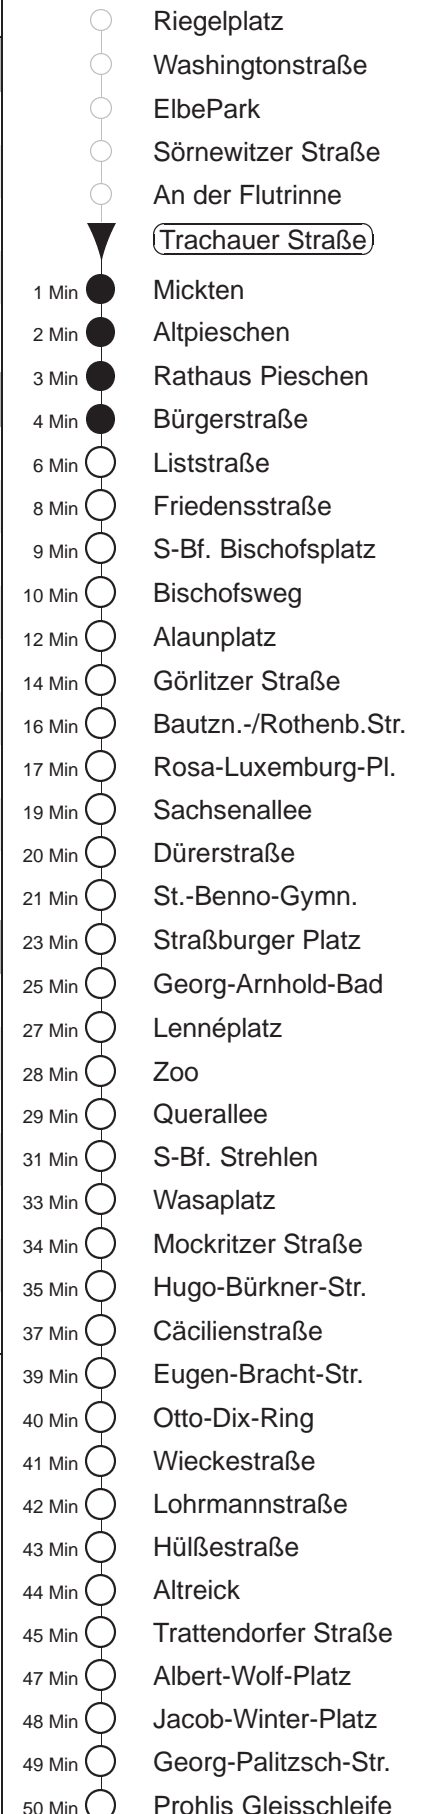 Riegelplatz
Washingtonstraße
ElbePark
Sörnewitzer Straße
An der Flutrinne
Trachauer Straße
1 Min Mickten
2 Min Altpieschen
3 Min Rathaus Pieschen
4 Min Bürgerstraße
6 Min Liststraße
8 Min Friedensstraße
9 Min S-Bf. Bischofsplatz
10 Min Bischofsweg
12 Min Alaunplatz
14 Min Görlitzer Straße
16 Min Bautzn.-/Rothenb.Str.
17 Min Rosa-Luxemburg-Pl.
19 Min Sachsenallee
20 Min Dürerstraße
21 Min St.-Benno-Gymn.
23 Min Straßburger Platz
25 Min Georg-Arnhold-Bad
27 Min Lennéplatz
28 Min Zoo
29 Min Querallee
31 Min S-Bf. Strehlen
33 Min Wasaplatz
34 Min Mockritzer Straße
35 Min Hugo-Bürkner-Str.
37 Min Cäcilienstraße
39 Min Eugen-Bracht-Str.
40 Min Otto-Dix-Ring
41 Min Wieckestraße
42 Min Lohrmannstraße
43 Min Hülßestraße
44 Min Altreick
45 Min Trattendorfer Straße
47 Min Albert-Wolf-Platz
48 Min Jacob-Winter-Platz
49 Min Georg-Palitzsch-Str.
50 Min Prohlis Gleisschleife